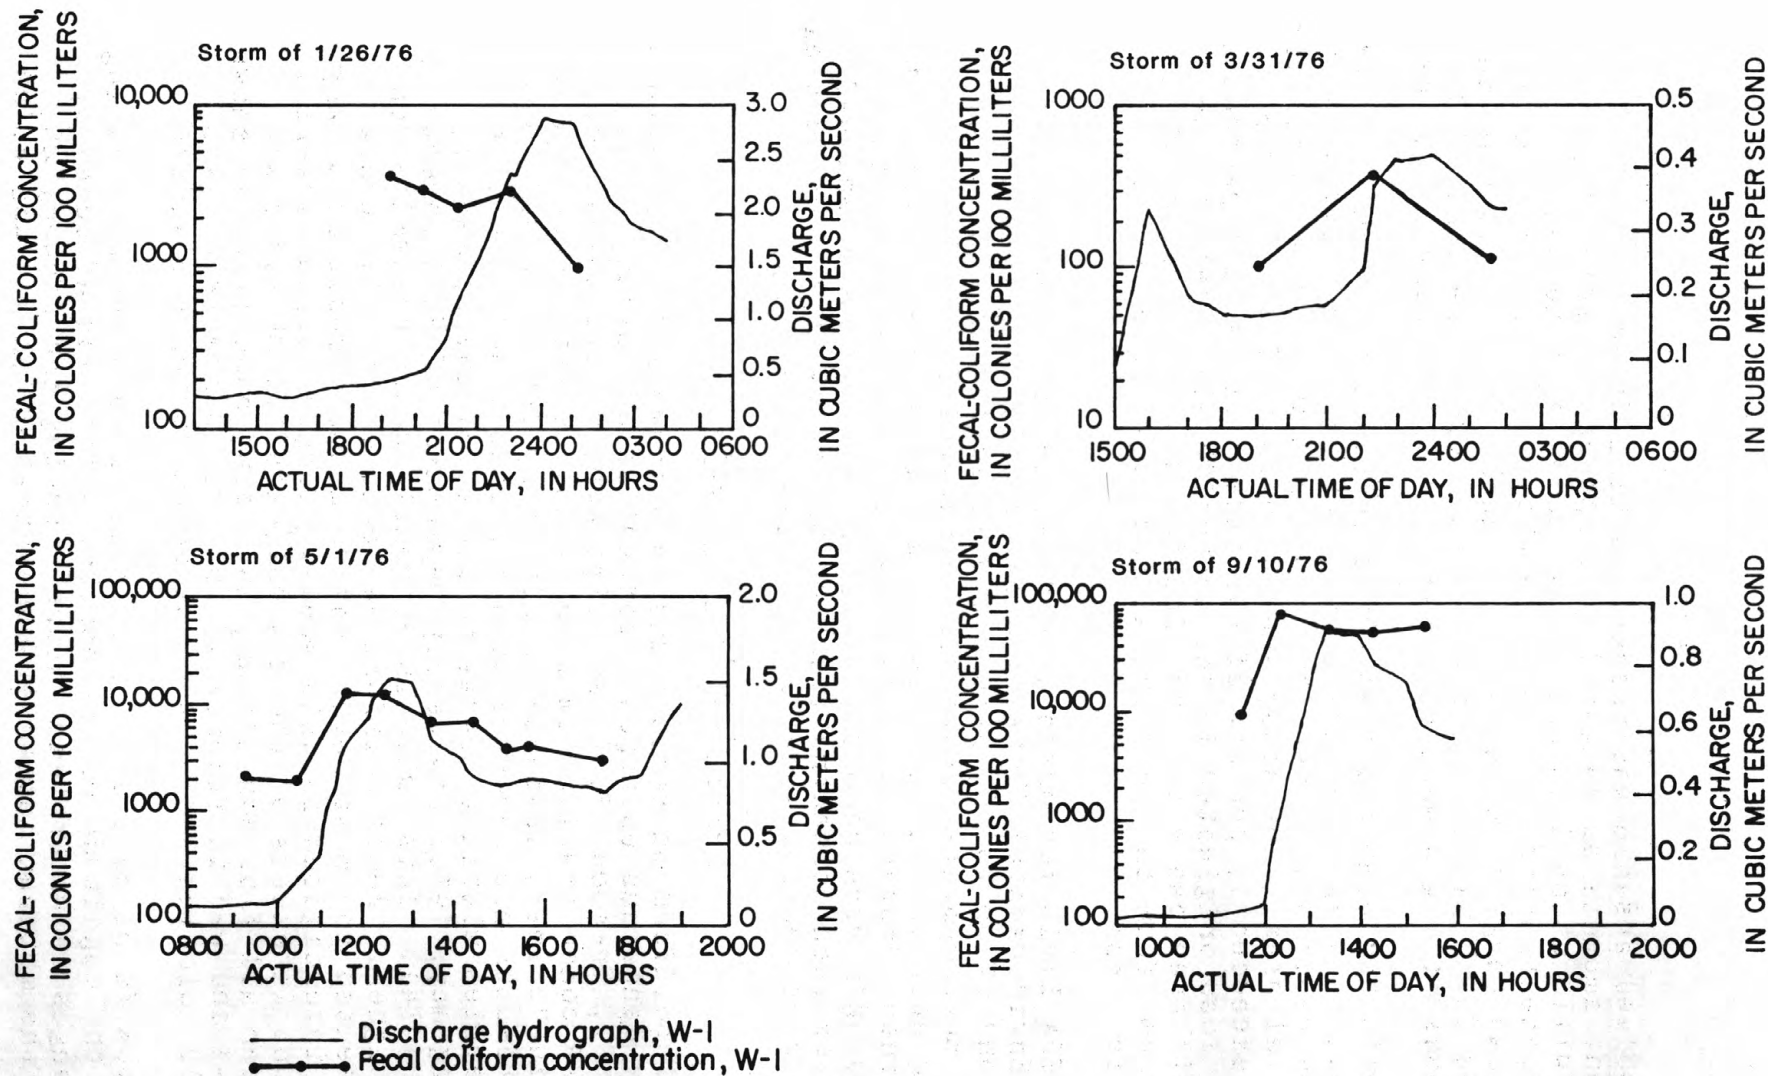 Storm of 1/26/76
FECAL-COLIFORM CONCENTRATION,
IN COLONIES PER 100 MILLILITERS
10,000
1000
100
3.0
2.5
2.0
1.5
1.0
0.5
0
DISCHARGE,
IN CUBIC METERS PER SECOND
1500 1800 2100 2400 0300 0600
ACTUAL TIME OF DAY, IN HOURS
Storm of 3/31/76
FECAL-COLIFORM CONCENTRATION,
IN COLONIES PER 100 MILLILITERS
1000
100
10
0.5
0.4
0.3
0.2
0.1
0
DISCHARGE,
IN CUBIC METERS PER SECOND
1500 1800 2100 2400 0300 0600
ACTUAL TIME OF DAY, IN HOURS
Storm of 5/1/76
FECAL-COLIFORM CONCENTRATION,
IN COLONIES PER 100 MILLILITERS
100,000
10,000
1000
100
2.0
1.5
1.0
0.5
0
DISCHARGE,
IN CUBIC METERS PER SECOND
0800 1000 1200 1400 1600 1800 2000
ACTUAL TIME OF DAY, IN HOURS
Storm of 9/10/76
FECAL-COLIFORM CONCENTRATION,
IN COLONIES PER 100 MILLILITERS
100,000
10,000
1000
100
1.0
0.8
0.6
0.4
0.2
0
DISCHARGE,
IN CUBIC METERS PER SECOND
1000 1200 1400 1600 1800 2000
ACTUAL TIME OF DAY, IN HOURS
Discharge hydrograph, W-1
Fecal coliform concentration, W-1